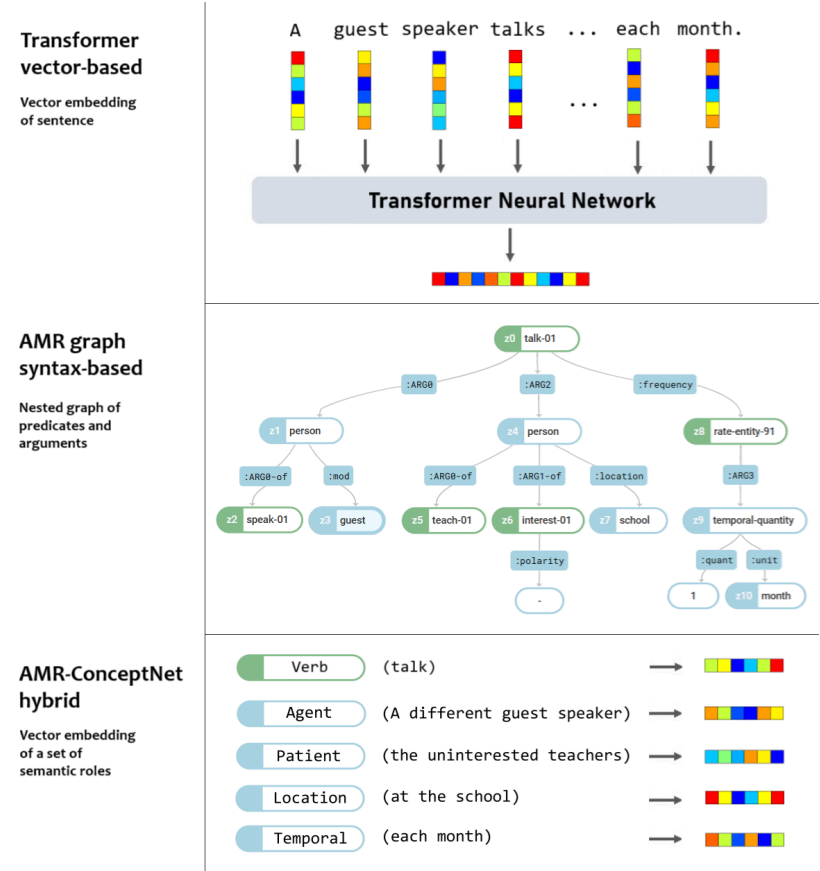 Transformer
vector-based
Vector embedding
of sentence
A guest speaker talks ... each month.
...
Transformer Neural Network
AMR graph
syntax-based
Nested graph of
predicates and
arguments
z0 talk-01
:ARG0 :ARG2 :frequency
z1 person z4 person z8 rate-entity-91
:ARG0-of :mod :ARG0-of :ARG1-of :location :ARG3
z2 speak-01 z3 guest z5 teach-01 z6 interest-01 z7 school z9 temporal-quantity
:polarity :quant :unit
- 1 z10 month
AMR-ConceptNet
hybrid
Vector embedding
of a set of
semantic roles
Verb (talk)
Agent (A different guest speaker)
Patient (the uninterested teachers)
Location (at the school)
Temporal (each month)